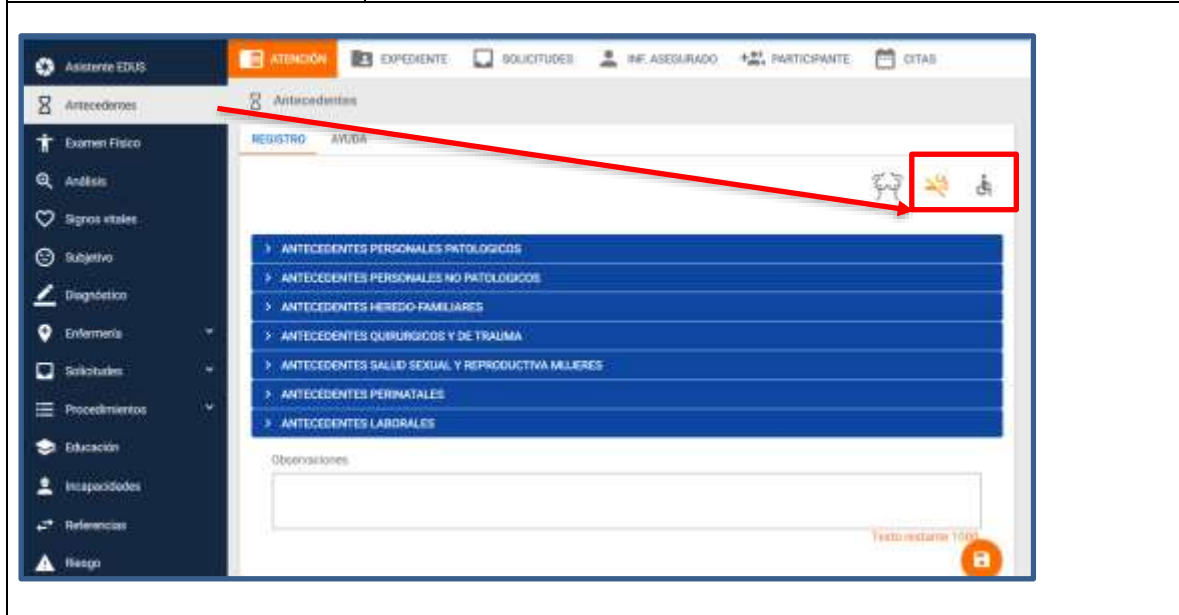 ATENCIÓN EXPEDIENTE SOLICITUDES INF. ASEGURADO PARTICIPANTE CITAS
Asistente EDUS
Antecedentes
Examen Físico
Análisis
Signos vitales
Subjetivo
Diagnóstico
Enfermería
Solicitudes
Procedimientos
Educación
Incapacidades
Referencias
Riesgo
Antecedentes
REGISTRO AYUDA
> ANTECEDENTES PERSONALES PATOLOGICOS
> ANTECEDENTES PERSONALES NO PATOLOGICOS
> ANTECEDENTES HEREDO-FAMILIARES
> ANTECEDENTES QUIRURGICOS Y DE TRAUMA
> ANTECEDENTES SALUD SEXUAL Y REPRODUCTIVA MUJERES
> ANTECEDENTES PERINATALES
> ANTECEDENTES LABORALES
Observaciones
Texto restante 1000